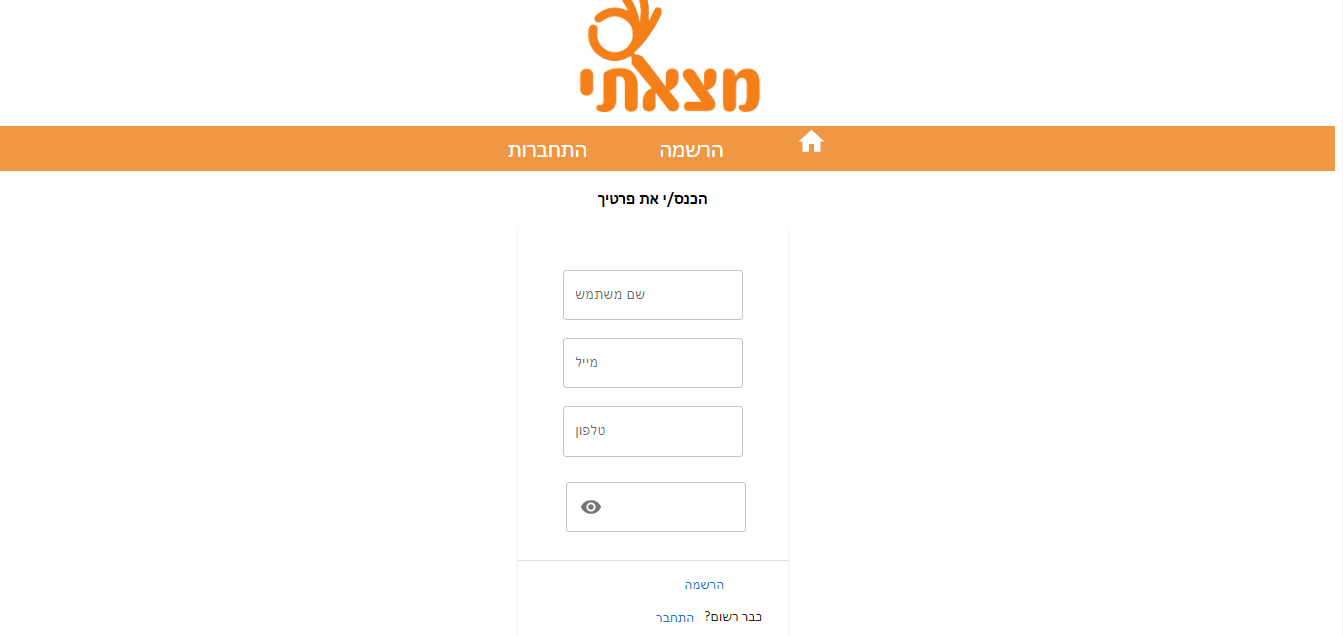 מצאתי
הרשמה התחברות
הכנס/י את פרטיך
שם משתמש
מייל
טלפון
הרשמה
כבר רשום? התחבר